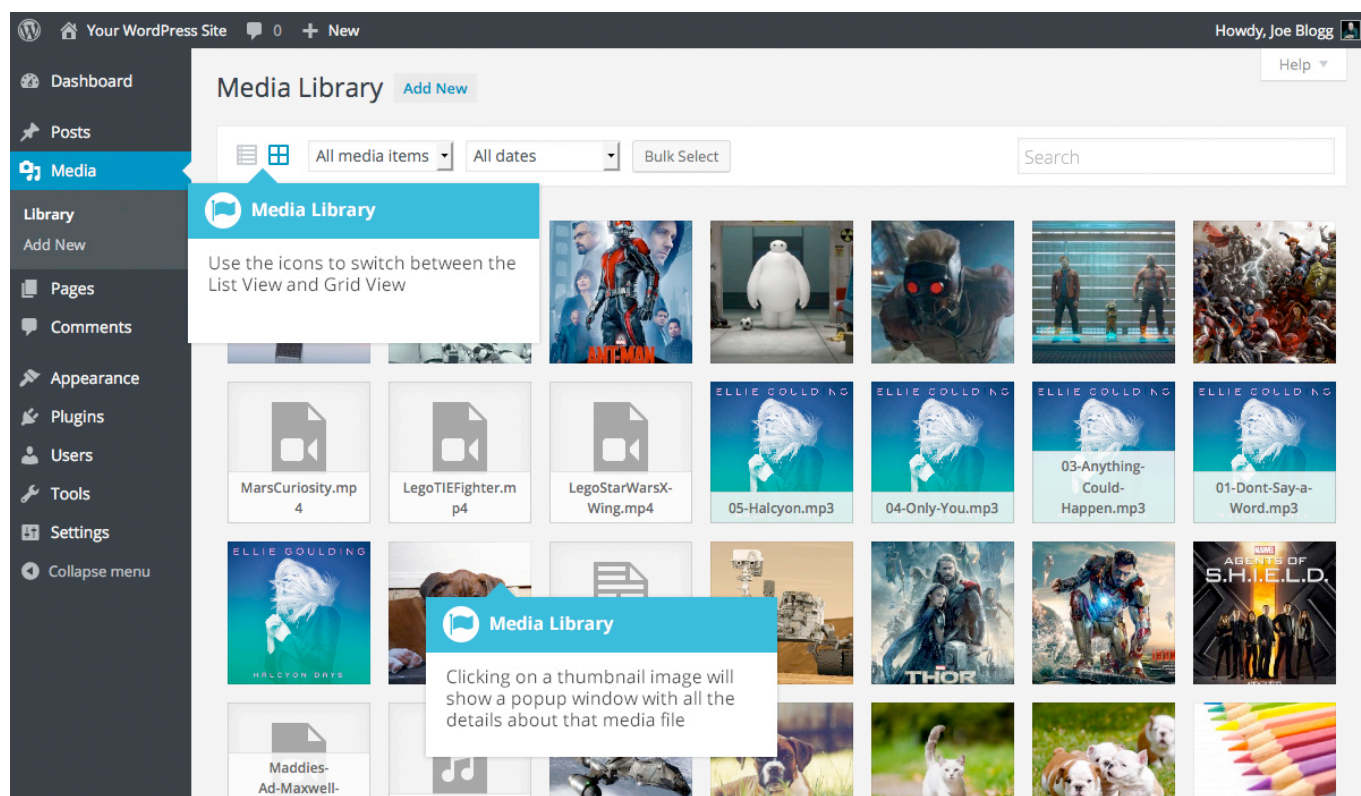 Your WordPress Site
0
New
Howdy, Joe Blogg
Help
Dashboard
Posts
Media
Library
Add New
Pages
Comments
Appearance
Plugins
Users
Tools
Settings
Collapse menu
Media Library
Add New
All media items
All dates
Bulk Select
Search
Media Library
Use the icons to switch between the
List View and Grid View
MARVEL
ANT-MAN
MarsCuriosity.mp
4
LegoTIEFighter.m
p4
LegoStarWarsX-
Wing.mp4
ELLIE GOULDING
05-Halcyon.mp3
ELLIE GOULDING
04-Only-You.mp3
ELLIE GOULDING
03-Anything-
Could-
Happen.mp3
ELLIE GOULDING
01-Dont-Say-a-
Word.mp3
ELLIE GOULDING
HALCYON DAYS
THOR
MARVEL
AGENTS OF
S.H.I.E.L.D.
Media Library
Clicking on a thumbnail image will
show a popup window with all the
details about that media file
Maddies-
Ad-Maxwell-